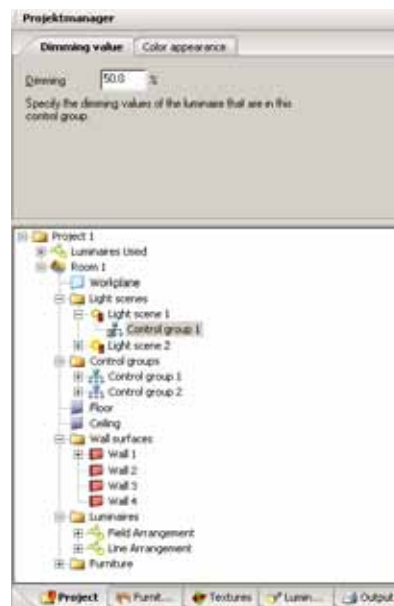 Projektmanager
Dimming value Color appearance
Dimming 50.0 %
Specify the dimming values of the luminaire that are in this
control group.
Project 1
Luminaires Used
Room 1
Workplane
Light scenes
Light scene 1
Control group 1
Light scene 2
Control groups
Control group 1
Control group 2
Floor
Ceiling
Wall surfaces
Wall 1
Wall 2
Wall 3
Wall 4
Luminaires
Field Arrangement
Line Arrangement
Furniture
Project Furnit... Textures Lumin... Output